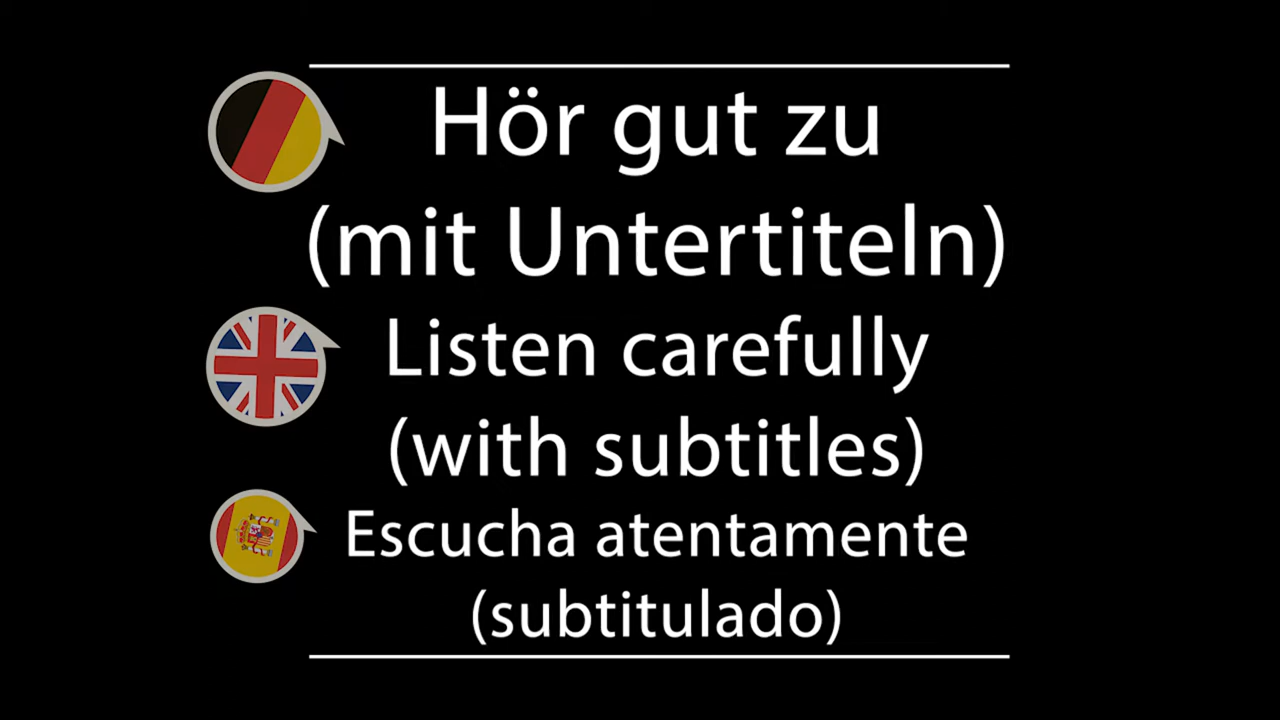 Hör gut zu
(mit Untertiteln)
Listen carefully
(with subtitles)
Escucha atentamente
(subtitulado)